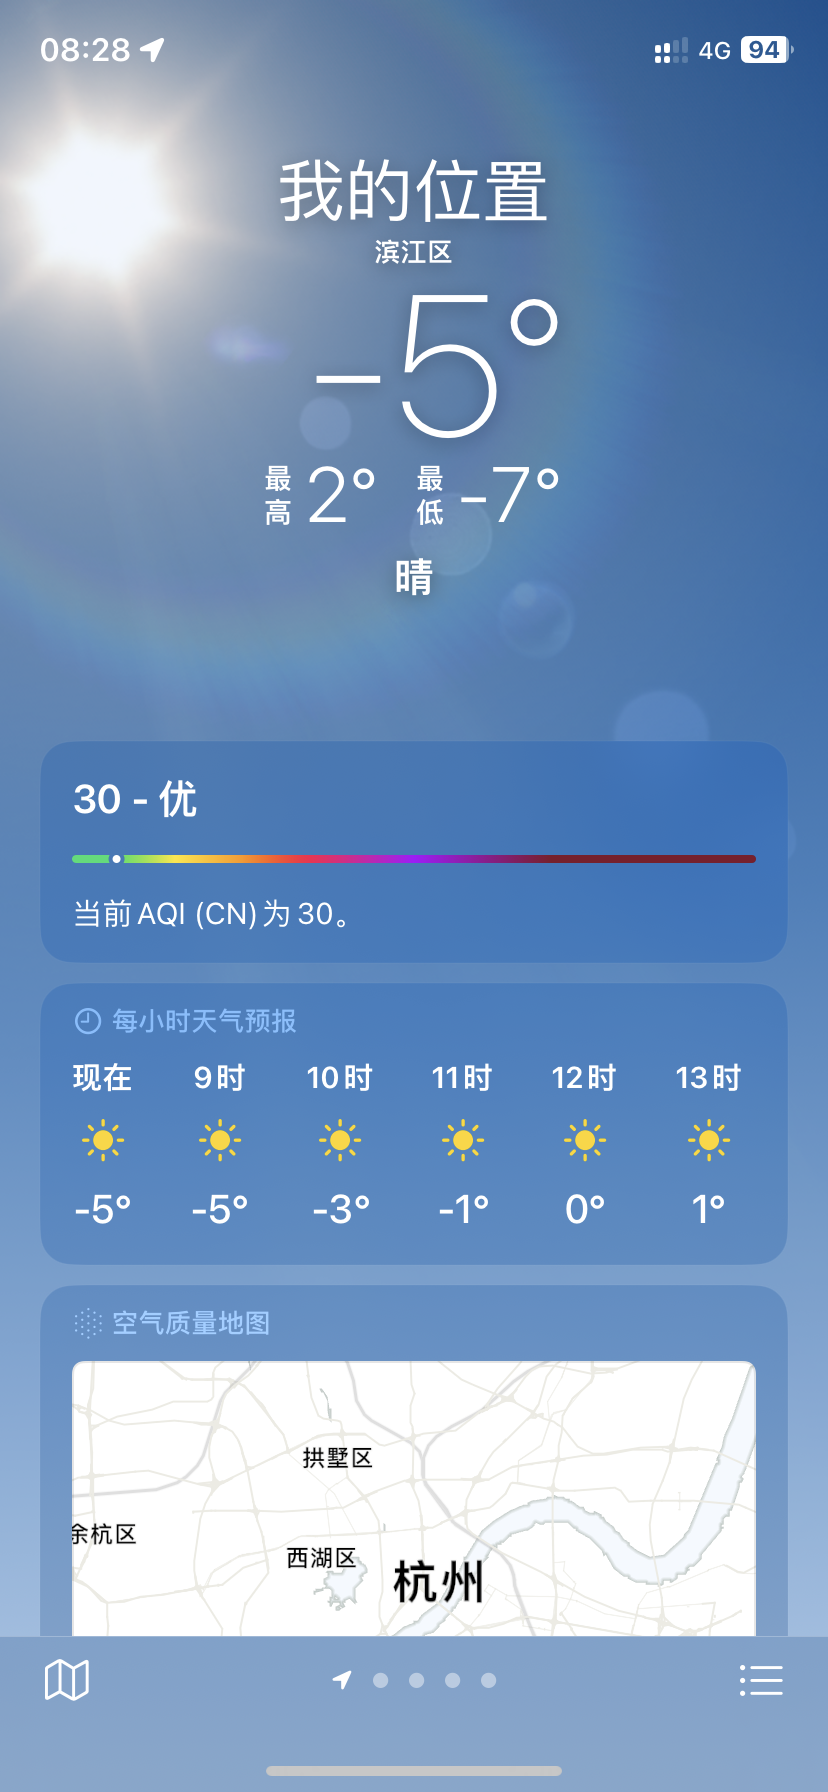 08:28 4G 94
我的位置
滨江区
-5°
最高 2° 最低 -7°
晴
30 - 优
当前 AQI (CN) 为 30。
每小时天气预报
现在 9时 10时 11时 12时 13时
-5° -5° -3° -1° 0° 1°
空气质量地图
拱墅区
余杭区
西湖区
杭州